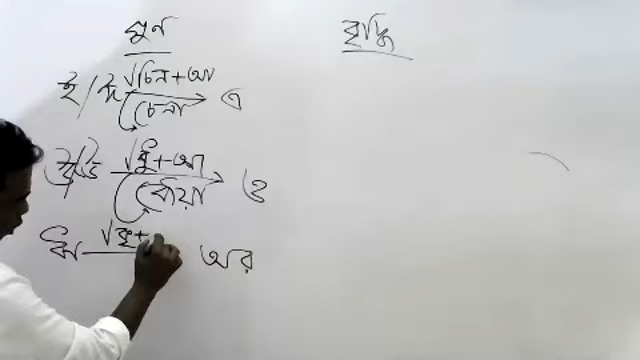 গুণ
বৃদ্ধি
ই/ঈ √চিন+আ এ
চেনা
উ/ঊ √ধু+আ ও
ধোয়া
ঋ √কৃ+ অর